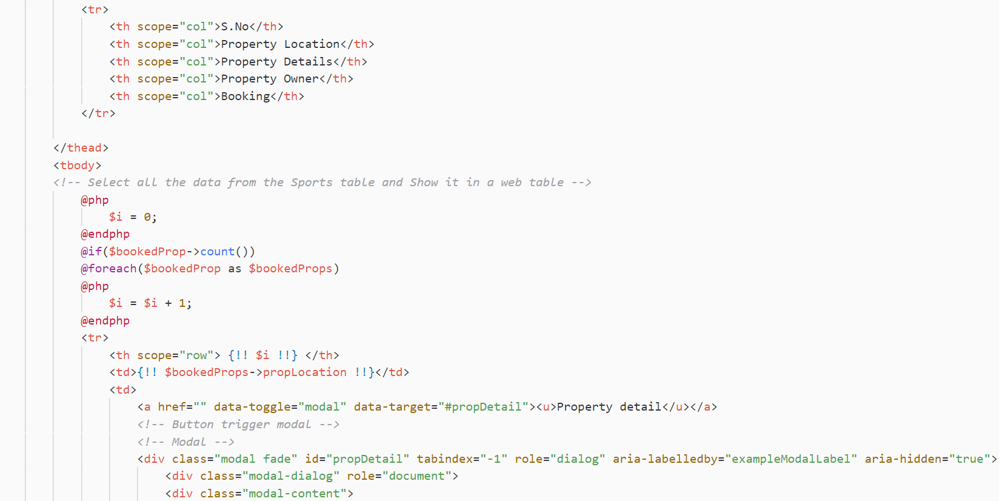 <tr>
<th scope="col">S.No</th>
<th scope="col">Property Location</th>
<th scope="col">Property Details</th>
<th scope="col">Property Owner</th>
<th scope="col">Booking</th>
</tr>
</thead>
<tbody>
<!-- Select all the data from the Sports table and Show it in a web table -->
@php
$i = 0;
@endphp
@if($bookedProp->count())
@foreach($bookedProp as $bookedProps)
@php
$i = $i + 1;
@endphp
<tr>
<th scope="row"> {!! $i !!} </th>
<td>{!! $bookedProps->propLocation !!}</td>
<td>
<a href="" data-toggle="modal" data-target="#propDetail"><u>Property detail</u></a>
<!-- Button trigger modal -->
<!-- Modal -->
<div class="modal fade" id="propDetail" tabindex="-1" role="dialog" aria-labelledby="exampleModalLabel" aria-hidden="true">
<div class="modal-dialog" role="document">
<div class="modal-content">